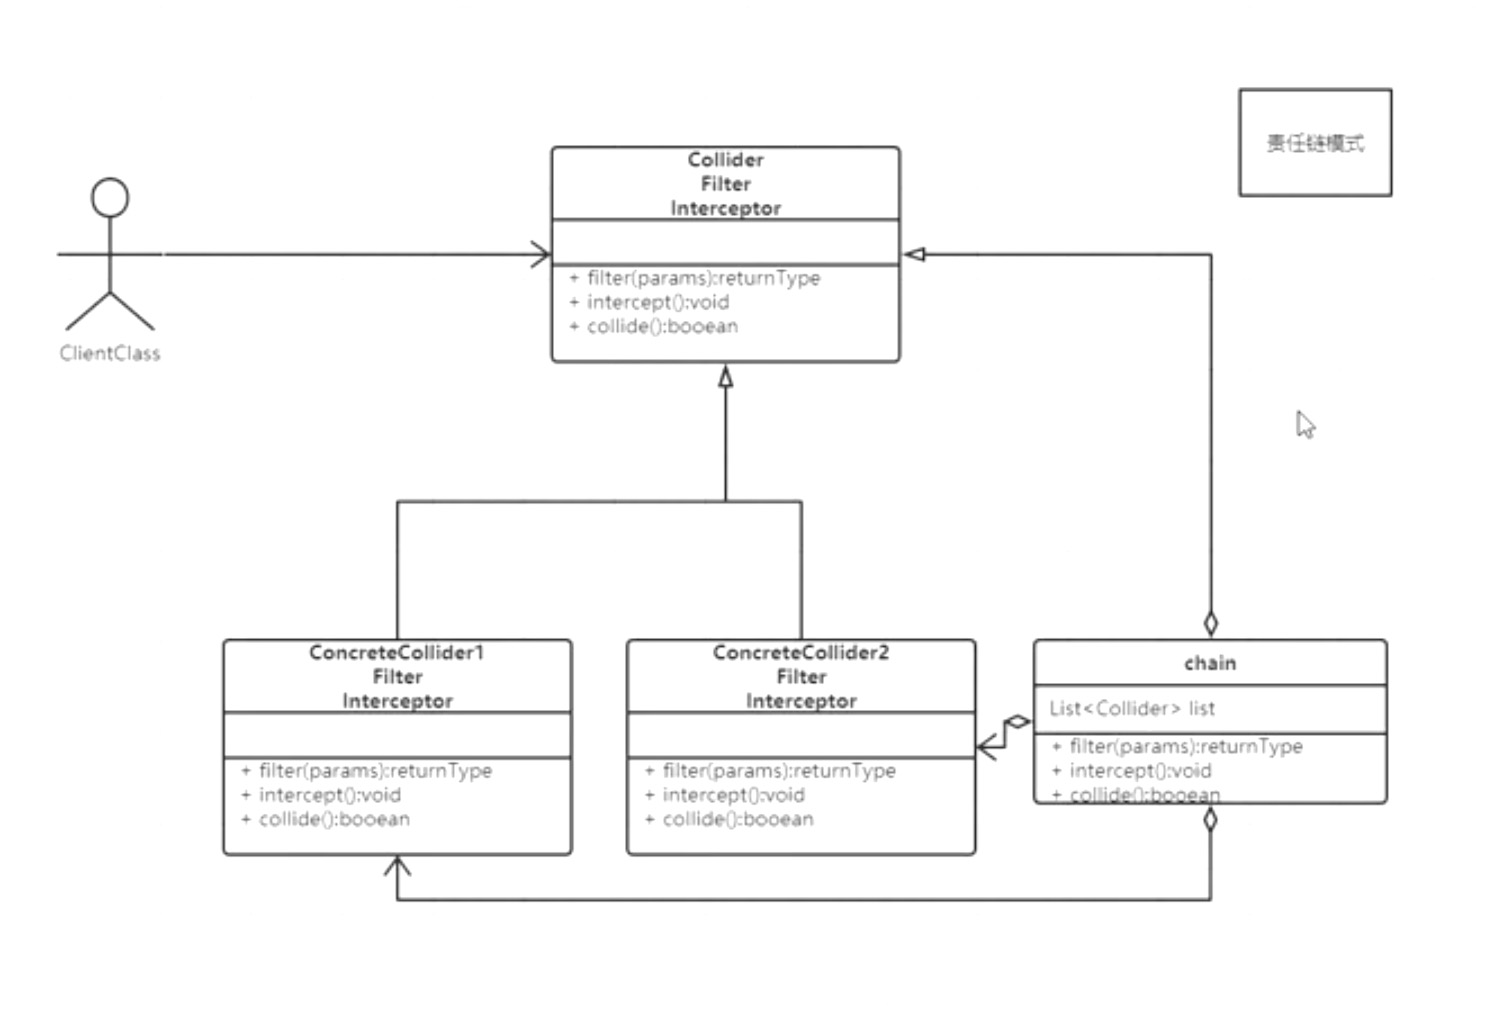 责任链模式
Collider
Filter
Interceptor
+ filter(params):returnType
+ intercept():void
+ collide():booean
ClientClass
ConcreteCollider1
Filter
Interceptor
+ filter(params):returnType
+ intercept():void
+ collide():booean
ConcreteCollider2
Filter
Interceptor
+ filter(params):returnType
+ intercept():void
+ collide():booean
chain
List<Collider> list
+ filter(params):returnType
+ intercept():void
+ collide():booean